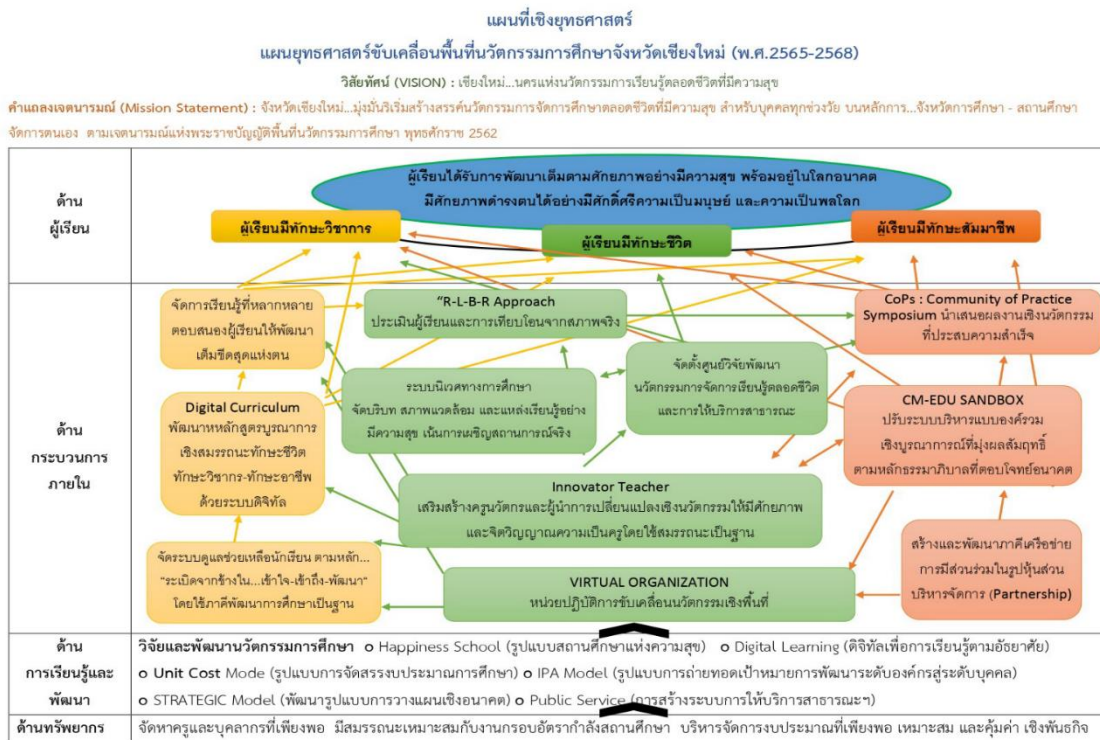 แผนที่เชิงยุทธศาสตร์
แผนยุทธศาสตร์ขับเคลื่อนพื้นที่นวัตกรรมการศึกษาจังหวัดเชียงใหม่ (พ.ศ.2565-2568)
วิสัยทัศน์ (VISION) : เชียงใหม่...นครแห่งนวัตกรรมการเรียนรู้ตลอดชีวิตที่มีความสุข
คำแถลงเจตนารมณ์ (Mission Statement) : จังหวัดเชียงใหม่...มุ่งมั่นริเริ่มสร้างสรรค์นวัตกรรมการจัดการศึกษาตลอดชีวิตที่มีความสุข สำหรับบุคคลทุกช่วงวัย บนหลักการ...จังหวัดการศึกษา - สถานศึกษา
จัดการตนเอง ตามเจตนารมณ์แห่งพระราชบัญญัติพื้นที่นวัตกรรมการศึกษา พุทธศักราช 2562
ด้าน
ผู้เรียน
ผู้เรียนได้รับการพัฒนาเต็มตามศักยภาพอย่างมีความสุข พร้อมอยู่ในโลกอนาคต
มีศักยภาพดำรงตนได้อย่างมีศักดิ์ศรีความเป็นมนุษย์ และความเป็นพลโลก
ผู้เรียนมีทักษะวิชาการ
ผู้เรียนมีทักษะชีวิต
ผู้เรียนมีทักษะสัมมาชีพ
ด้าน
กระบวนการ
ภายใน
จัดการเรียนรู้ที่หลากหลาย
ตอบสนองผู้เรียนให้พัฒนา
เต็มขีดสุดแห่งตน
"R-L-B-R Approach
ประเมินผู้เรียนและการเทียบโอนจากสภาพจริง
CoPs : Community of Practice
Symposium นำเสนอผลงานเชิงนวัตกรรม
ที่ประสบความสำเร็จ
ระบบนิเวศทางการศึกษา
จัดบริบท สภาพแวดล้อม และแหล่งเรียนรู้อย่าง
มีความสุข เน้นการเผชิญสถานการณ์จริง
จัดตั้งศูนย์วิจัยพัฒนา
นวัตกรรมการจัดการเรียนรู้ตลอดชีวิต
และการให้บริการสาธารณะ
Digital Curriculum
พัฒนาหหลักสูตรบูรณาการ
เชิงสมรรถนะทักษะชีวิต
ทักษะวิชากร-ทักษะอาชีพ
ด้วยระบบดิจิทัล
CM-EDU SANDBOX
ปรับระบบบริหารแบบองค์รวม
เชิงบูรณาการณ์ที่มุ่งผลสัมฤทธิ์
ตามหลักธรรมาภิบาลที่ตอบโจทย์อนาคต
Innovator Teacher
เสริมสร้างครูนวัตกรและผู้นำการเปลี่ยนแปลงเชิงนวัตกรรมให้มีศักยภาพ
และจิตวิญญาณความเป็นครูโดยใช้สมรรถนะเป็นฐาน
จัดระบบดูแลช่วยเหลือนักเรียน ตามหลัก...
"ระเบิดจากข้างใน...เข้าใจ-เข้าถึง-พัฒนา"
โดยใช้ภาคีพัฒนาการศึกษาเป็นฐาน
VIRTUAL ORGANIZATION
หน่วยปฏิบัติการขับเคลื่อนนวัตกรรมเชิงพื้นที่
สร้างและพัฒนาภาคีเครือข่าย
การมีส่วนร่วมในรูปหุ้นส่วน
บริหารจัดการ (Partnership)
ด้าน
การเรียนรู้และ
พัฒนา
วิจัยและพัฒนานวัตกรรมการศึกษา o Happiness School (รูปแบบสถานศึกษาแห่งความสุข) o Digital Learning (ดิจิทัลเพื่อการเรียนรู้ตามอัธยาศัย)
o Unit Cost Mode (รูปแบบการจัดสรรงบประมาณการศึกษา) o IPA Model (รูปแบบการถ่ายทอดเป้าหมายการพัฒนาระดับองค์กรสู่ระดับบุคคล)
o STRATEGIC Model (พัฒนารูปแบบการวางแผนเชิงอนาคต) o Public Service (การสร้างระบบการให้บริการสาธารณะฯ)
ด้านทรัพยากร
จัดหาครูและบุคลากรที่เพียงพอ มีสมรรถนะเหมาะสมกับงานกรอบอัตรากำลังสถานศึกษา บริหารจัดการงบประมาณที่เพียงพอ เหมาะสม และคุ้มค่า เชิงพันธกิจ